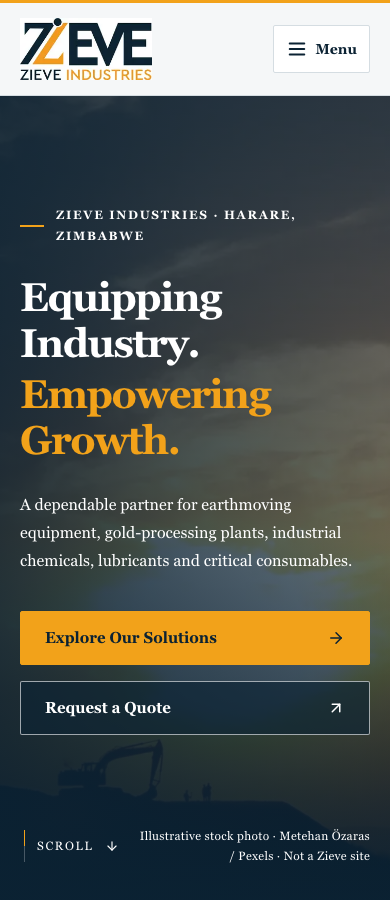 ZIEVE
ZIEVE INDUSTRIES
Menu
ZIEVE INDUSTRIES · HARARE,
ZIMBABWE
Equipping
Industry.
Empowering
Growth.
A dependable partner for earthmoving
equipment, gold-processing plants, industrial
chemicals, lubricants and critical consumables.
Explore Our Solutions
Request a Quote
SCROLL
Illustrative stock photo · Metehan Özaras
/ Pexels · Not a Zieve site